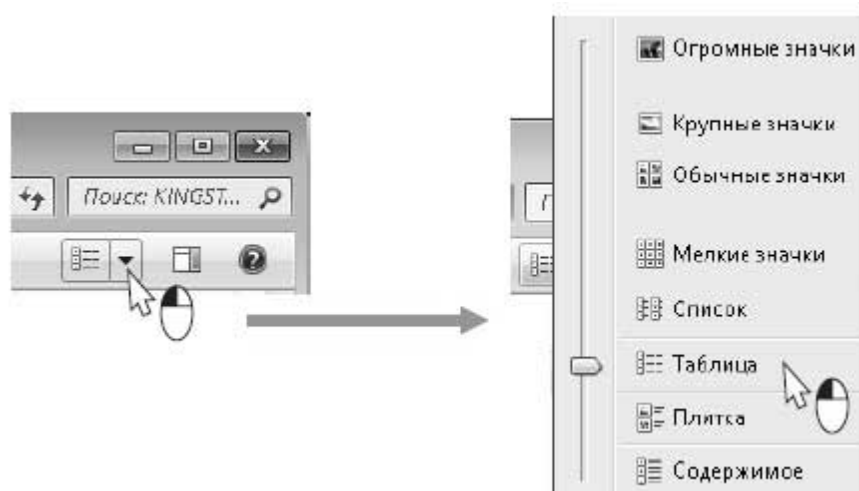 Поиск: KINGST...
Огромные значки
Крупные значки
Обычные значки
Мелкие значки
Список
Таблица
Плитка
Содержимое